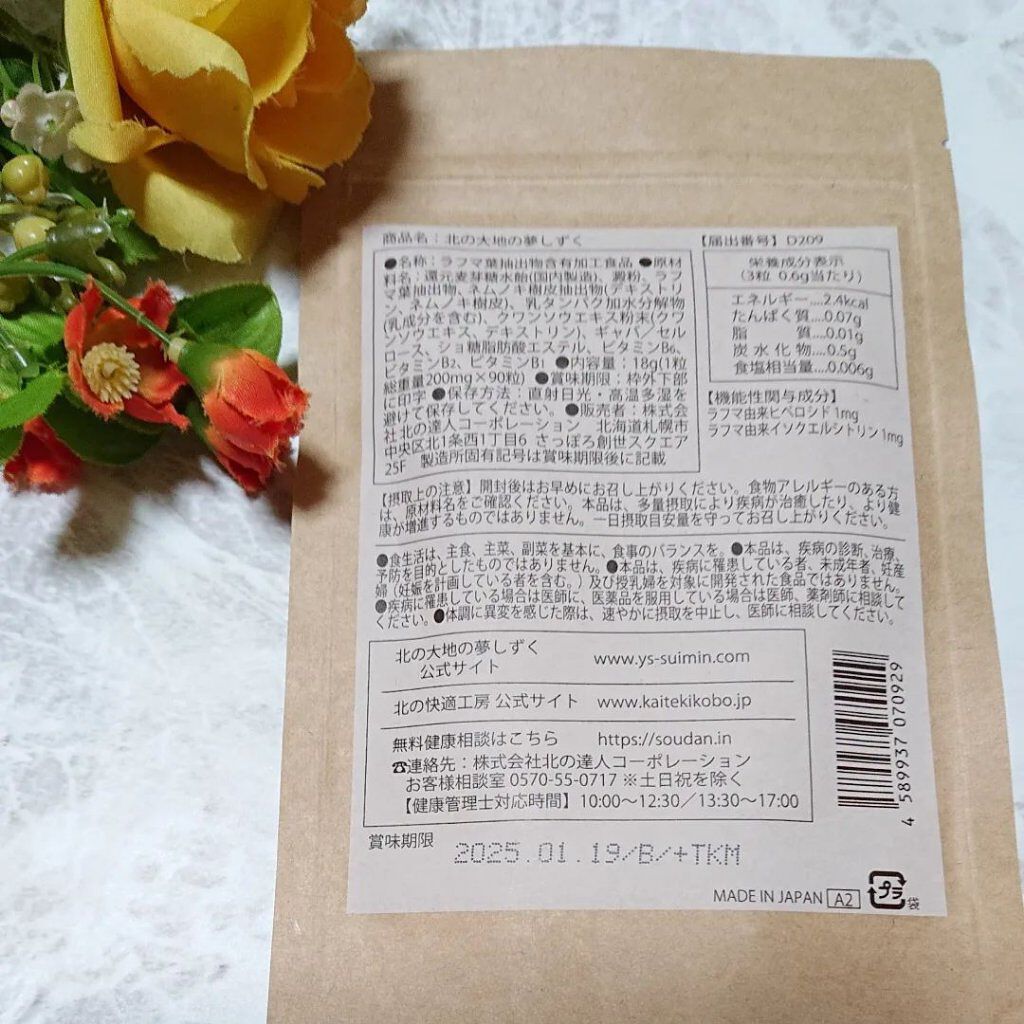 商品名：北の大地の夢しずく
●名称：ラフマ葉抽出物含有加工食品 ●原材
料名：還元麦芽糖水飴(国内製造)、澱粉、ラフ
マ葉抽出物、ネムノキ樹皮抽出物(デキストリ
ン、ネムノキ樹皮)、乳タンパク加水分解物
(乳成分を含む)、クワンソウエキス粉末(クワ
ンソウエキス、デキストリン)、ギャバ／セル
ロース、ショ糖脂肪酸エステル、ビタミンB₆、
ビタミンB₂、ビタミンB₁ ●内容量：18g(1粒
総重量200mg×90粒) ●賞味期限：枠外下部
に印字 ●保存方法：直射日光・高温多湿を
避けて保存してください。 ●販売者：株式会
社北の達人コーポレーション 北海道札幌市
中央区北1条西1丁目6 さっぽろ創世スクエア
25F 製造所固有記号は賞味期限後に記載
【届出番号】D209
栄養成分表示
(3粒 0.6g当たり)
エネルギー....2.4kcal
たんぱく質....0.07g
脂 質....0.01g
炭水化物....0.5g
食塩相当量....0.006g
【機能性関与成分】
ラフマ由来ヒペロシド 1mg
ラフマ由来イソクエルシトリン 1mg
【摂取上の注意】開封後はお早めにお召し上がりください。食物アレルギーのある方
は、原材料名をご確認ください。本品は、多量摂取により疾病が治癒したり、より健
康が増進するものではありません。一日摂取目安量を守ってお召し上がりください。
●食生活は、主食、主菜、副菜を基本に、食事のバランスを。●本品は、疾病の診断、治療、
予防を目的としたものではありません。●本品は、疾病に罹患している者、未成年者、妊産
婦（妊娠を計画している者を含む。）及び授乳婦を対象に開発された食品ではありません。
●疾病に罹患している場合は医師に、医薬品を服用している場合は医師、薬剤師に相談して
ください。●体調に異変を感じた際は、速やかに摂取を中止し、医師に相談してください。
北の大地の夢しずく
公式サイト
www.ys-suimin.com
北の快適工房 公式サイト www.kaitekikobo.jp
無料健康相談はこちら https://soudan.in
☎連絡先：株式会社北の達人コーポレーション
お客様相談室 0570-55-0717 ※土日祝を除く
【健康管理士対応時間】10:00〜12:30／13:30〜17:00
4 589937 070929
賞味期限 2025.01.19/B/+TKM
MADE IN JAPAN A2 プラ 袋